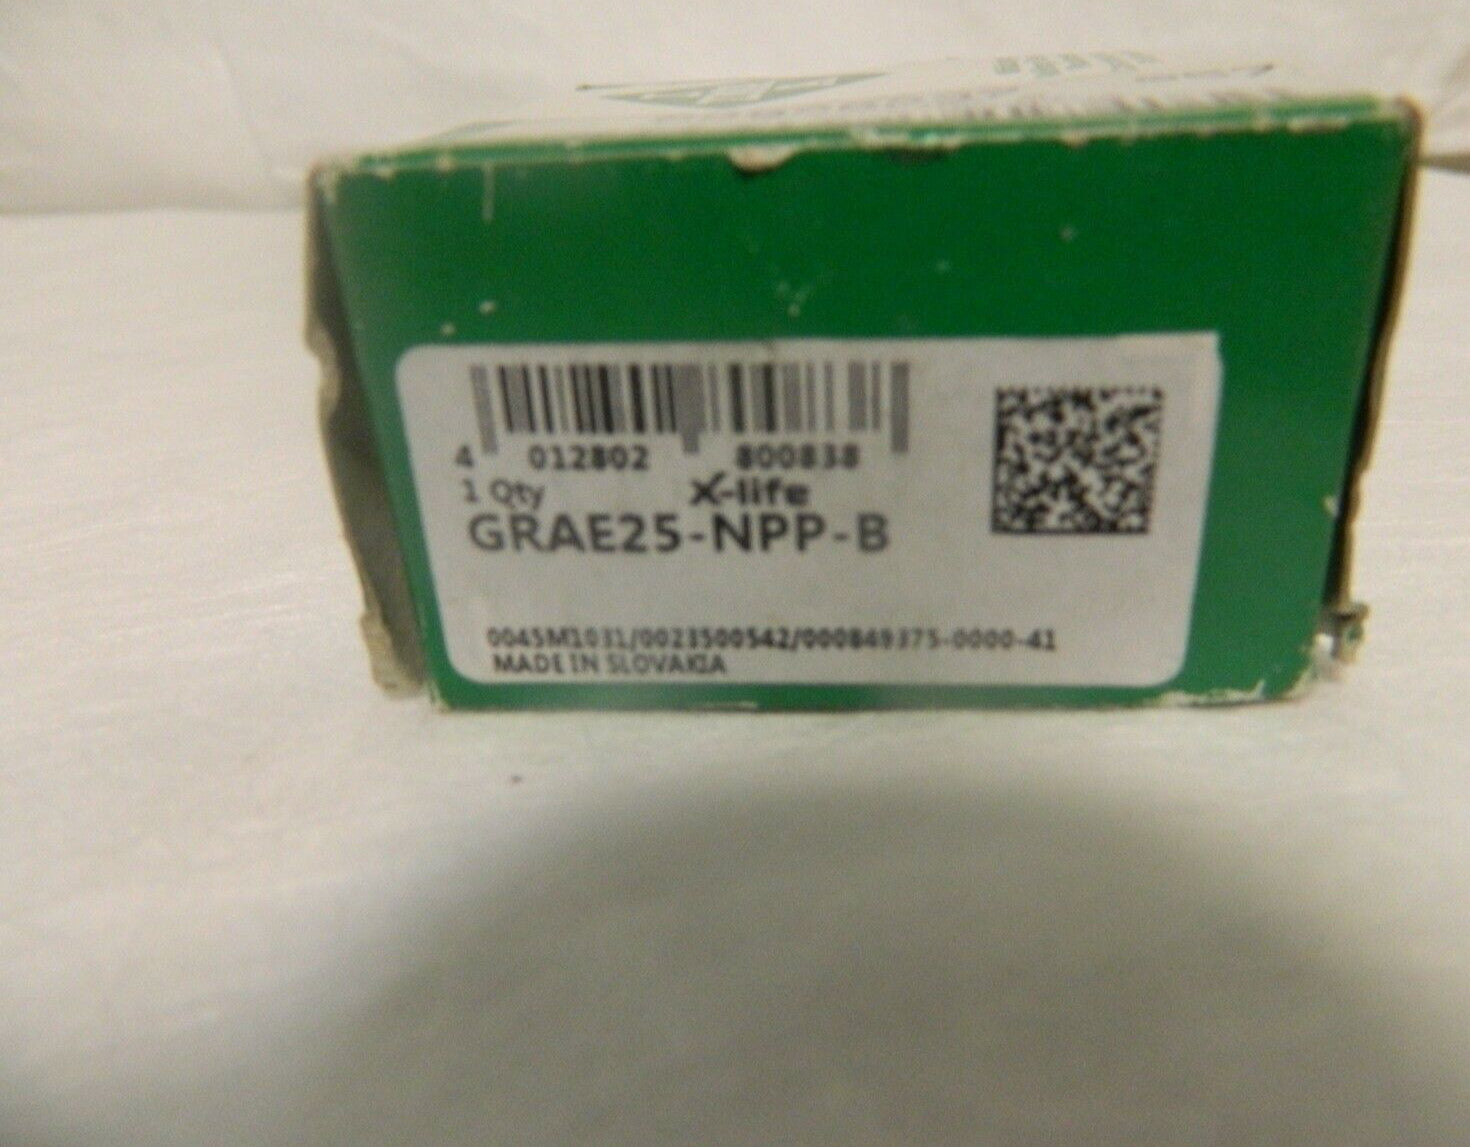 4 012802 800838
1 Qty X-life
GRAE25-NPP-B
0045M1031/0023500542/000849375-0000-41
MADE IN SLOVAKIA